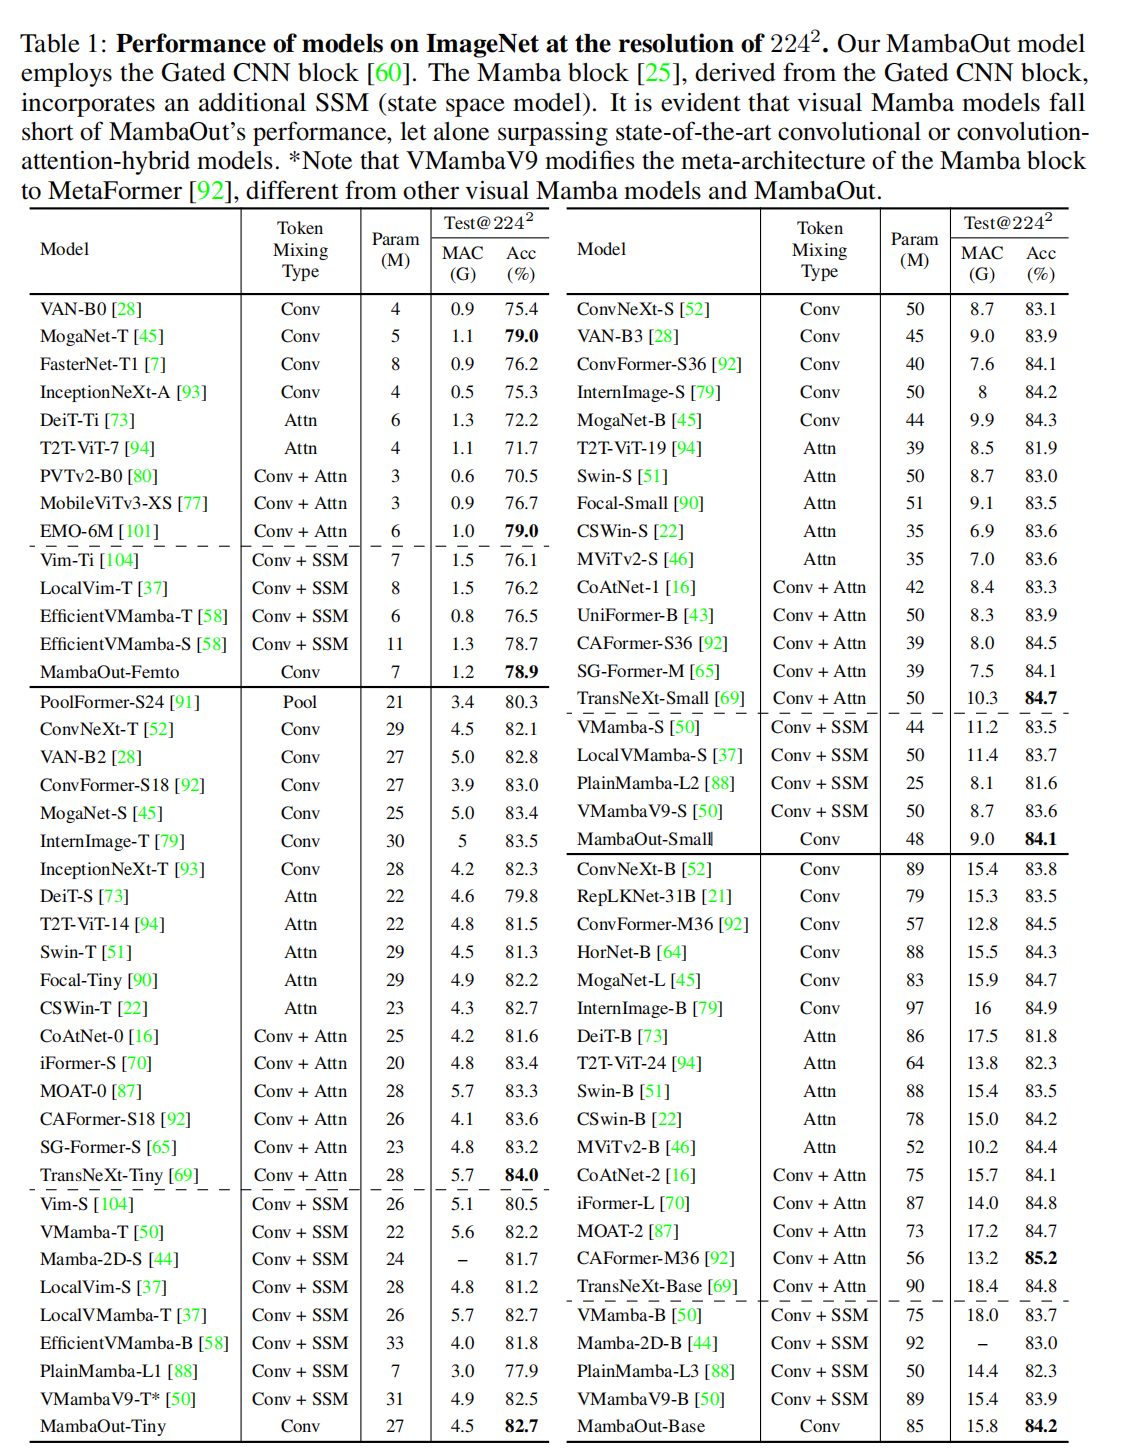 Table 1: Performance of models on ImageNet at the resolution of 224². Our MambaOut model
employs the Gated CNN block [60]. The Mamba block [25], derived from the Gated CNN block,
incorporates an additional SSM (state space model). It is evident that visual Mamba models fall
short of MambaOut's performance, let alone surpassing state-of-the-art convolutional or convolution-
attention-hybrid models. *Note that VMambaV9 modifies the meta-architecture of the Mamba block
to MetaFormer [92], different from other visual Mamba models and MambaOut.
Model Token Mixing Type Param (M) Test@224² MAC (G) Acc (%)
VAN-B0 [28] Conv 4 0.9 75.4
MogaNet-T [45] Conv 5 1.1 79.0
FasterNet-T1 [7] Conv 8 0.9 76.2
InceptionNeXt-A [93] Conv 4 0.5 75.3
DeiT-Ti [73] Attn 6 1.3 72.2
T2T-ViT-7 [94] Attn 4 1.1 71.7
PVTv2-B0 [80] Conv + Attn 3 0.6 70.5
MobileViTv3-XS [77] Conv + Attn 3 0.9 76.7
EMO-6M [101] Conv + Attn 6 1.0 79.0
Vim-Ti [104] Conv + SSM 7 1.5 76.1
LocalVim-T [37] Conv + SSM 8 1.5 76.2
EfficientVMamba-T [58] Conv + SSM 6 0.8 76.5
EfficientVMamba-S [58] Conv + SSM 11 1.3 78.7
MambaOut-Femto Conv 7 1.2 78.9
PoolFormer-S24 [91] Pool 21 3.4 80.3
ConvNeXt-T [52] Conv 29 4.5 82.1
VAN-B2 [28] Conv 27 5.0 82.8
ConvFormer-S18 [92] Conv 27 3.9 83.0
MogaNet-S [45] Conv 25 5.0 83.4
InternImage-T [79] Conv 30 5 83.5
InceptionNeXt-T [93] Conv 28 4.2 82.3
DeiT-S [73] Attn 22 4.6 79.8
T2T-ViT-14 [94] Attn 22 4.8 81.5
Swin-T [51] Attn 29 4.5 81.3
Focal-Tiny [90] Attn 29 4.9 82.2
CSWin-T [22] Attn 23 4.3 82.7
CoAtNet-0 [16] Conv + Attn 25 4.2 81.6
iFormer-S [70] Conv + Attn 20 4.8 83.4
MOAT-0 [87] Conv + Attn 28 5.7 83.3
CAFormer-S18 [92] Conv + Attn 26 4.1 83.6
SG-Former-S [65] Conv + Attn 23 4.8 83.2
TransNeXt-Tiny [69] Conv + Attn 28 5.7 84.0
Vim-S [104] Conv + SSM 26 5.1 80.5
VMamba-T [50] Conv + SSM 22 5.6 82.2
Mamba-2D-S [44] Conv + SSM 24 – 81.7
LocalVim-S [37] Conv + SSM 28 4.8 81.2
LocalVMamba-T [37] Conv + SSM 26 5.7 82.7
EfficientVMamba-B [58] Conv + SSM 33 4.0 81.8
PlainMamba-L1 [88] Conv + SSM 7 3.0 77.9
VMambaV9-T* [50] Conv + SSM 31 4.9 82.5
MambaOut-Tiny Conv 27 4.5 82.7
Model Token Mixing Type Param (M) Test@224² MAC (G) Acc (%)
ConvNeXt-S [52] Conv 50 8.7 83.1
VAN-B3 [28] Conv 45 9.0 83.9
ConvFormer-S36 [92] Conv 40 7.6 84.1
InternImage-S [79] Conv 50 8 84.2
MogaNet-B [45] Conv 44 9.9 84.3
T2T-ViT-19 [94] Attn 39 8.5 81.9
Swin-S [51] Attn 50 8.7 83.0
Focal-Small [90] Attn 51 9.1 83.5
CSWin-S [22] Attn 35 6.9 83.6
MViTv2-S [46] Attn 35 7.0 83.6
CoAtNet-1 [16] Conv + Attn 42 8.4 83.3
UniFormer-B [43] Conv + Attn 50 8.3 83.9
CAFormer-S36 [92] Conv + Attn 39 8.0 84.5
SG-Former-M [65] Conv + Attn 39 7.5 84.1
TransNeXt-Small [69] Conv + Attn 50 10.3 84.7
VMamba-S [50] Conv + SSM 44 11.2 83.5
LocalVMamba-S [37] Conv + SSM 50 11.4 83.7
PlainMamba-L2 [88] Conv + SSM 25 8.1 81.6
VMambaV9-S [50] Conv + SSM 50 8.7 83.6
MambaOut-Small Conv 48 9.0 84.1
ConvNeXt-B [52] Conv 89 15.4 83.8
RepLKNet-31B [21] Conv 79 15.3 83.5
ConvFormer-M36 [92] Conv 57 12.8 84.5
HorNet-B [64] Conv 88 15.5 84.3
MogaNet-L [45] Conv 83 15.9 84.7
InternImage-B [79] Conv 97 16 84.9
DeiT-B [73] Attn 86 17.5 81.8
T2T-ViT-24 [94] Attn 64 13.8 82.3
Swin-B [51] Attn 88 15.4 83.5
CSwin-B [22] Attn 78 15.0 84.2
MViTv2-B [46] Attn 52 10.2 84.4
CoAtNet-2 [16] Conv + Attn 75 15.7 84.1
iFormer-L [70] Conv + Attn 87 14.0 84.8
MOAT-2 [87] Conv + Attn 73 17.2 84.7
CAFormer-M36 [92] Conv + Attn 56 13.2 85.2
TransNeXt-Base [69] Conv + Attn 90 18.4 84.8
VMamba-B [50] Conv + SSM 75 18.0 83.7
Mamba-2D-B [44] Conv + SSM 92 – 83.0
PlainMamba-L3 [88] Conv + SSM 50 14.4 82.3
VMambaV9-B [50] Conv + SSM 89 15.4 83.9
MambaOut-Base Conv 85 15.8 84.2